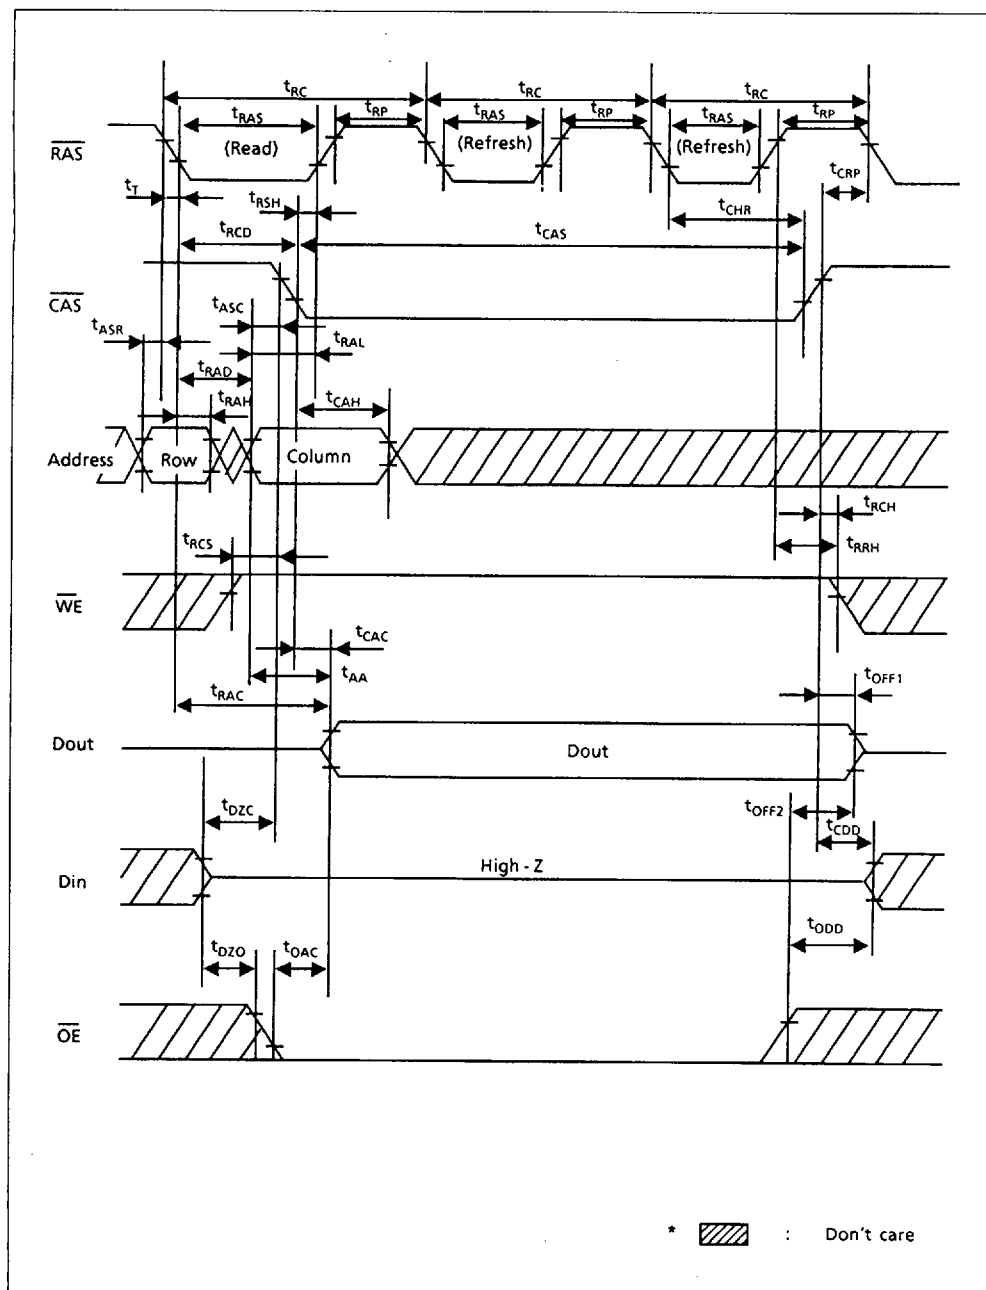 tRC tRC tRC
tRAS tRP tRAS tRP tRAS tRP
RAS (Read) (Refresh) (Refresh)
tT tRSH tCHR tCRP
tRCD tCAS
CAS
tASC
tASR tRAL
tRAD
tRAH tCAH
Address Row Column
tRCH
tRCS tRRH
WE
tCAC
tAA tOFF1
tRAC
Dout Dout
tDZC tOFF2
tCDD
Din High - Z
tDZO tOAC tODD
OE
* : Don't care